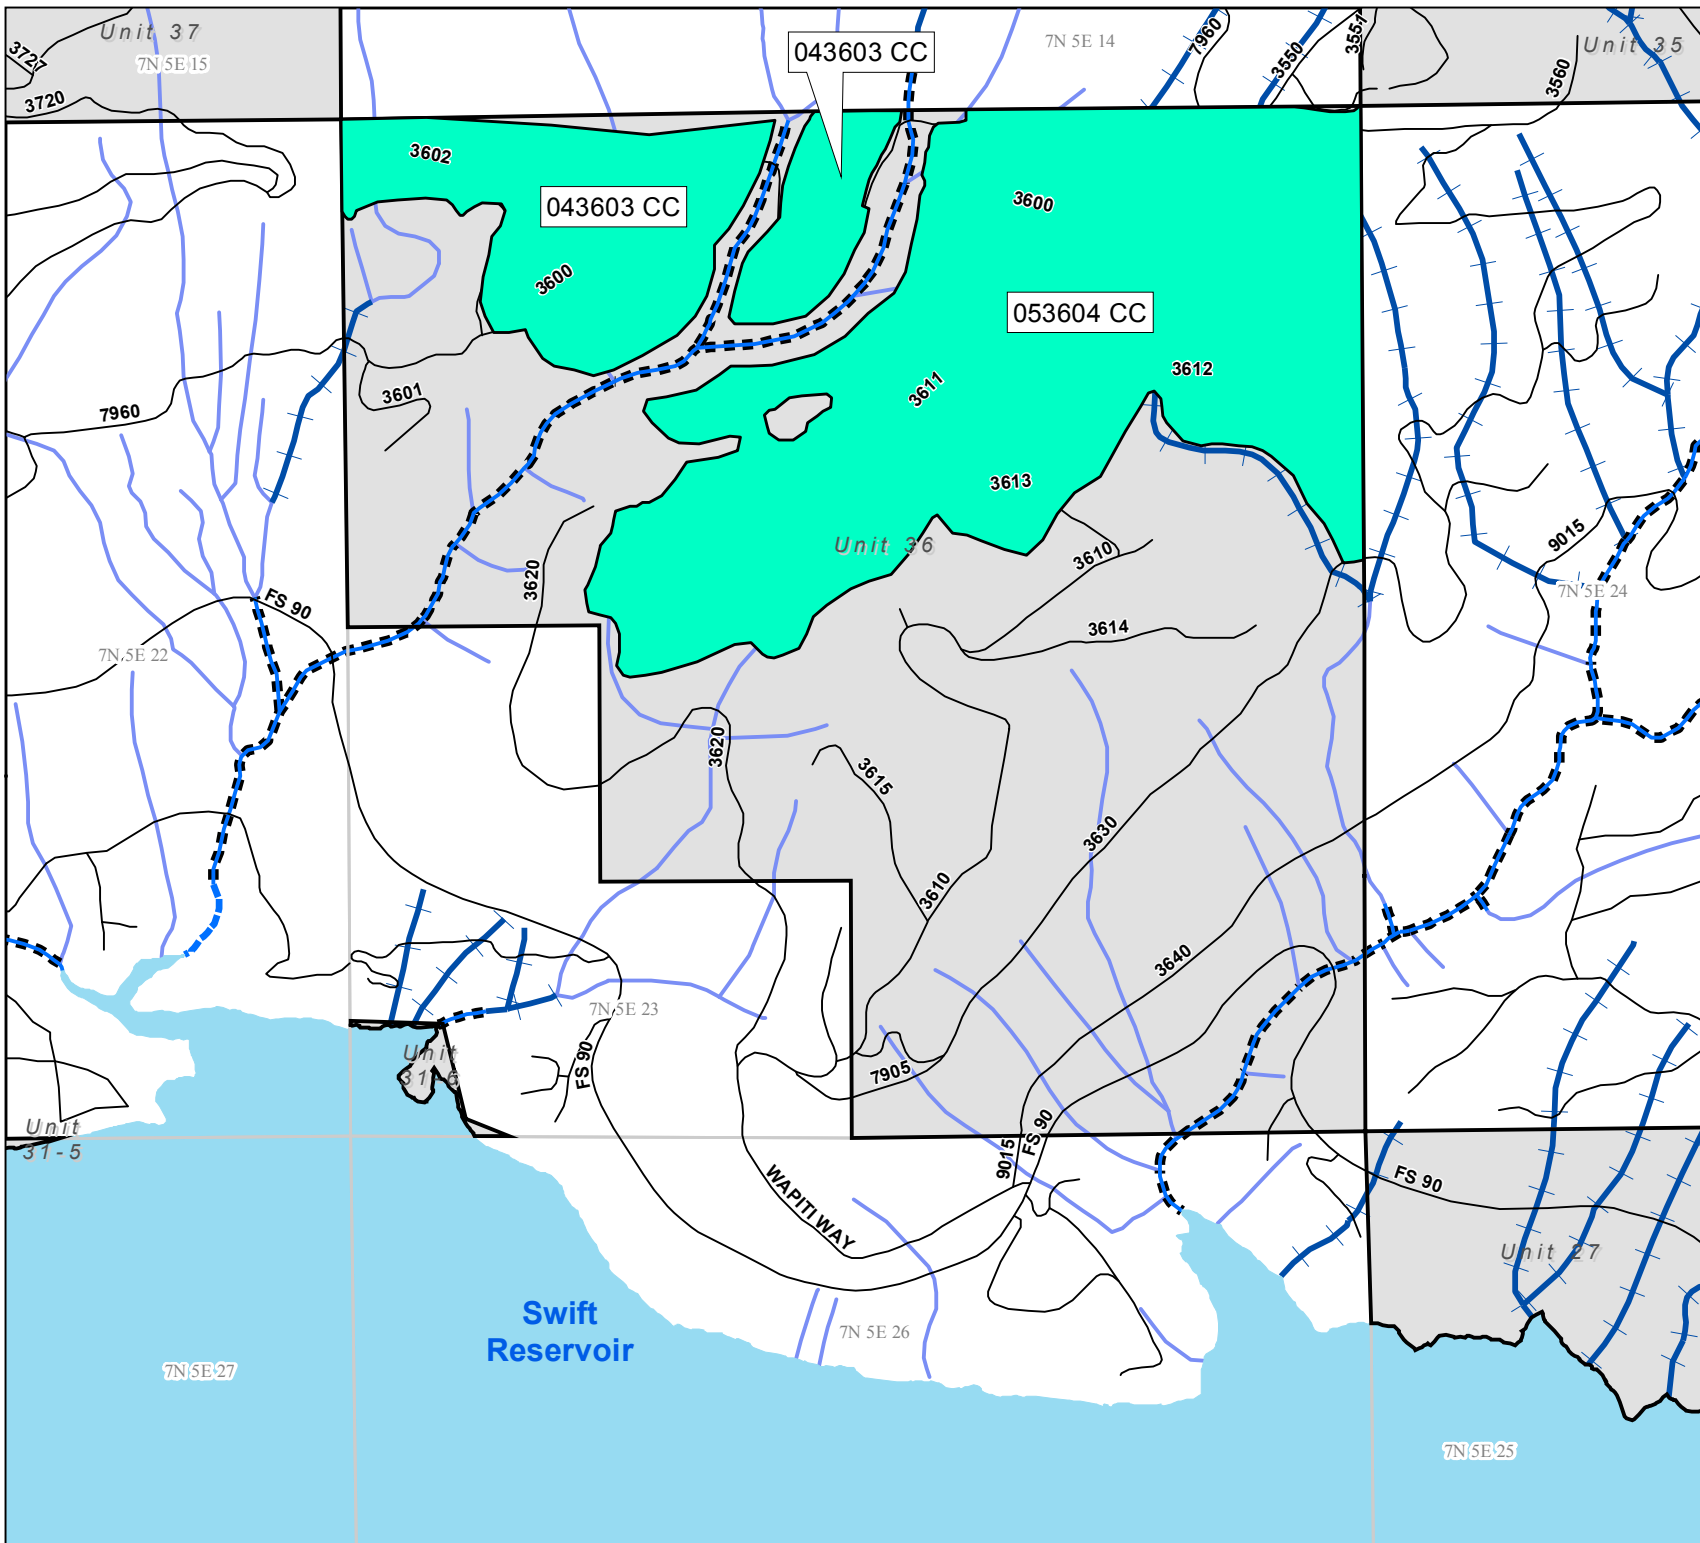 Unit 37
7N 5E 15
3727
3720
043603 CC
7N 5E 14
7960
3550
3551
Unit 35
3560
3602
043603 CC
3600
3600
053604 CC
3601
7960
3611
3612
3613
Unit 36
3610
9015
7N 5E 24
3620
FS 90
7N 5E 22
3614
3620
3615
3630
3610
3640
7N 5E 23
Unit
31-6
FS 90
7905
Unit
31-5
9015
FS 90
WAPITI WAY
FS 90
Unit 27
Swift
Reservoir
7N 5E 26
7N 5E 27
7N 5E 25